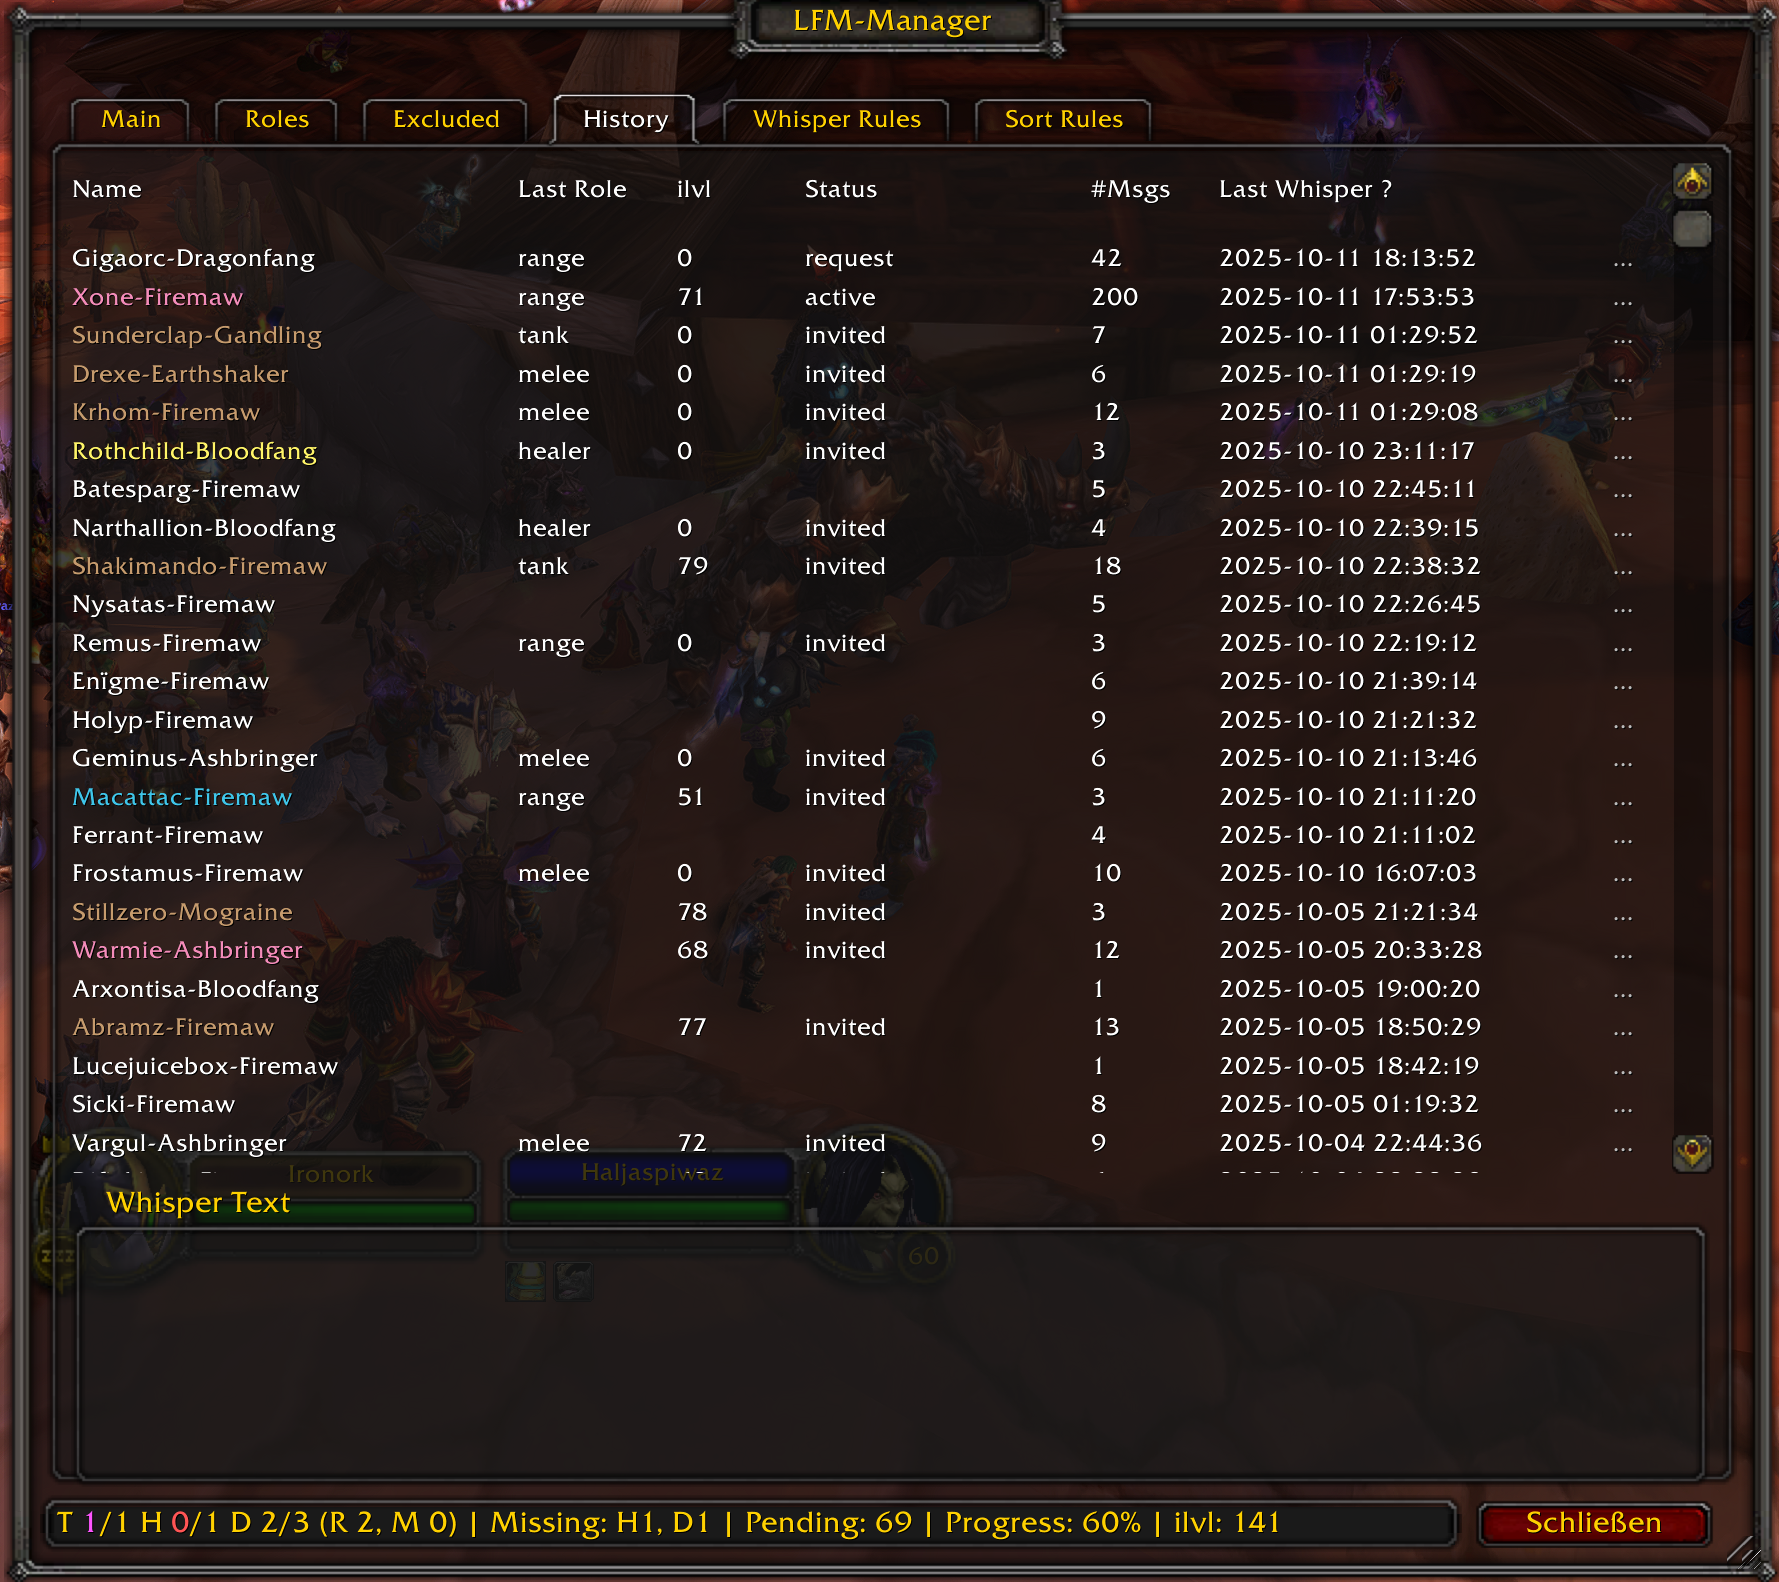 LFM-Manager
Main Roles Excluded History Whisper Rules Sort Rules
Name Last Role ilvl Status #Msgs Last Whisper ?
Gigaorc-Dragonfang range 0 request 42 2025-10-11 18:13:52 ...
Xone-Firemaw range 71 active 200 2025-10-11 17:53:53 ...
Sunderclap-Gandling tank 0 invited 7 2025-10-11 01:29:52 ...
Drexe-Earthshaker melee 0 invited 6 2025-10-11 01:29:19 ...
Krhom-Firemaw melee 0 invited 12 2025-10-11 01:29:08 ...
Rothchild-Bloodfang healer 0 invited 3 2025-10-10 23:11:17 ...
Batesparg-Firemaw 5 2025-10-10 22:45:11 ...
Narthallion-Bloodfang healer 0 invited 4 2025-10-10 22:39:15 ...
Shakimando-Firemaw tank 79 invited 18 2025-10-10 22:38:32 ...
Nysatas-Firemaw 5 2025-10-10 22:26:45 ...
Remus-Firemaw range 0 invited 3 2025-10-10 22:19:12 ...
Enïgme-Firemaw 6 2025-10-10 21:39:14 ...
Holyp-Firemaw 9 2025-10-10 21:21:32 ...
Geminus-Ashbringer melee 0 invited 6 2025-10-10 21:13:46 ...
Macattac-Firemaw range 51 invited 3 2025-10-10 21:11:20 ...
Ferrant-Firemaw 4 2025-10-10 21:11:02 ...
Frostamus-Firemaw melee 0 invited 10 2025-10-10 16:07:03 ...
Stillzero-Mograine 78 invited 3 2025-10-05 21:21:34 ...
Warmie-Ashbringer 68 invited 12 2025-10-05 20:33:28 ...
Arxontisa-Bloodfang 1 2025-10-05 19:00:20 ...
Abramz-Firemaw 77 invited 13 2025-10-05 18:50:29 ...
Lucejuicebox-Firemaw 1 2025-10-05 18:42:19 ...
Sicki-Firemaw 8 2025-10-05 01:19:32 ...
Vargul-Ashbringer melee 72 invited 9 2025-10-04 22:44:36 ...
Ironork Haljaspiwaz
Whisper Text
zzz 60
T 1/1 H 0/1 D 2/3 (R 2, M 0) | Missing: H1, D1 | Pending: 69 | Progress: 60% | ilvl: 141 Schließen